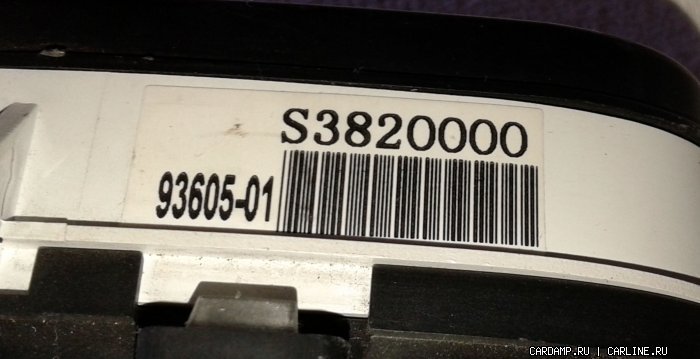 S3820000
93605-01
CARDAMP.RU | CARLINE.RU